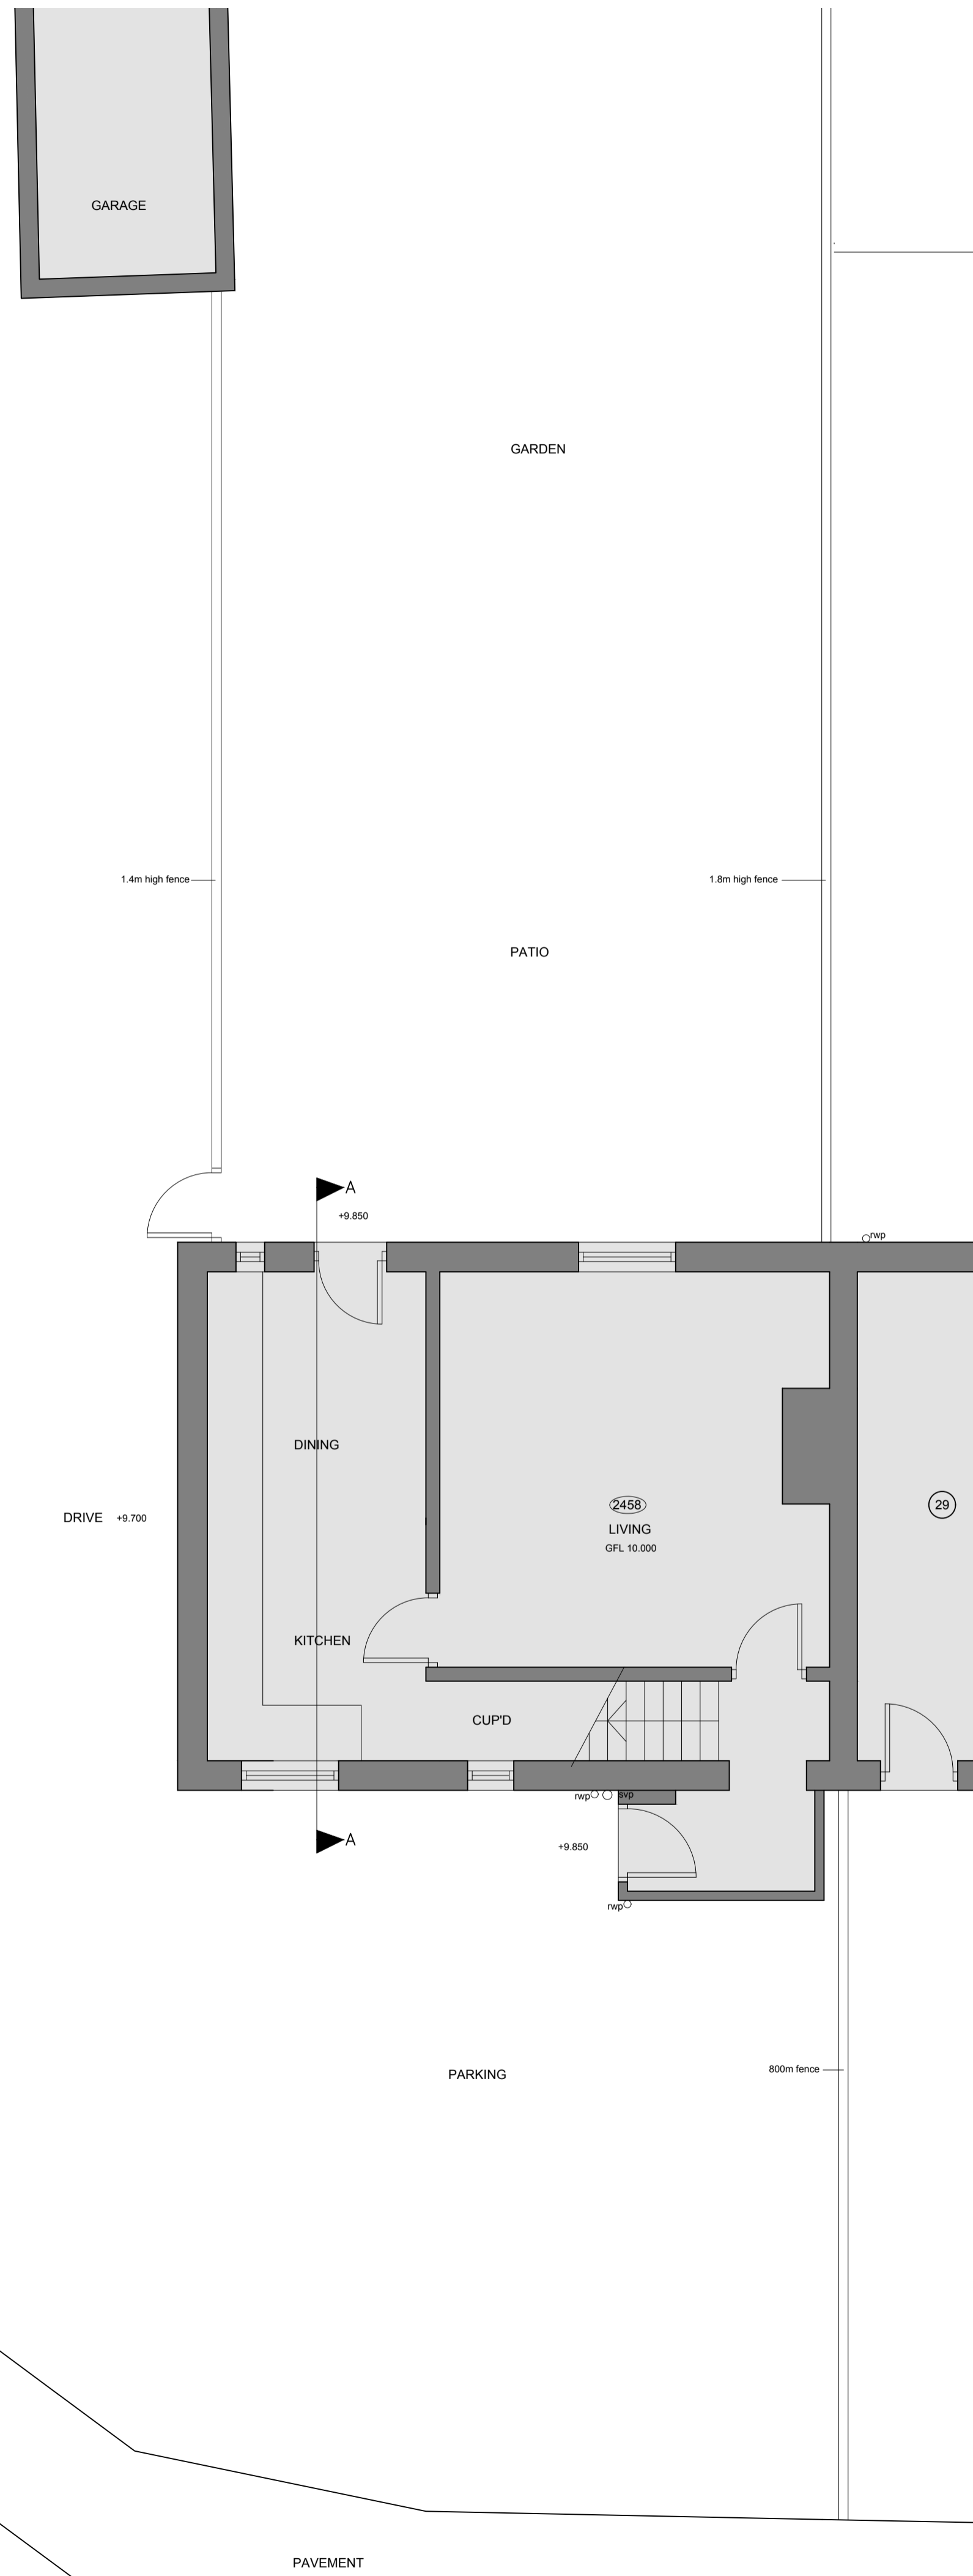 GARAGE
GARDEN
1.4m high fence
1.8m high fence
PATIO
A
+9.850
rwp
DINING
2458
29
DRIVE +9.700
LIVING
GFL 10.000
KITCHEN
CUP'D
rwp
svp
A
+9.850
rwp
PARKING
800m fence
PAVEMENT